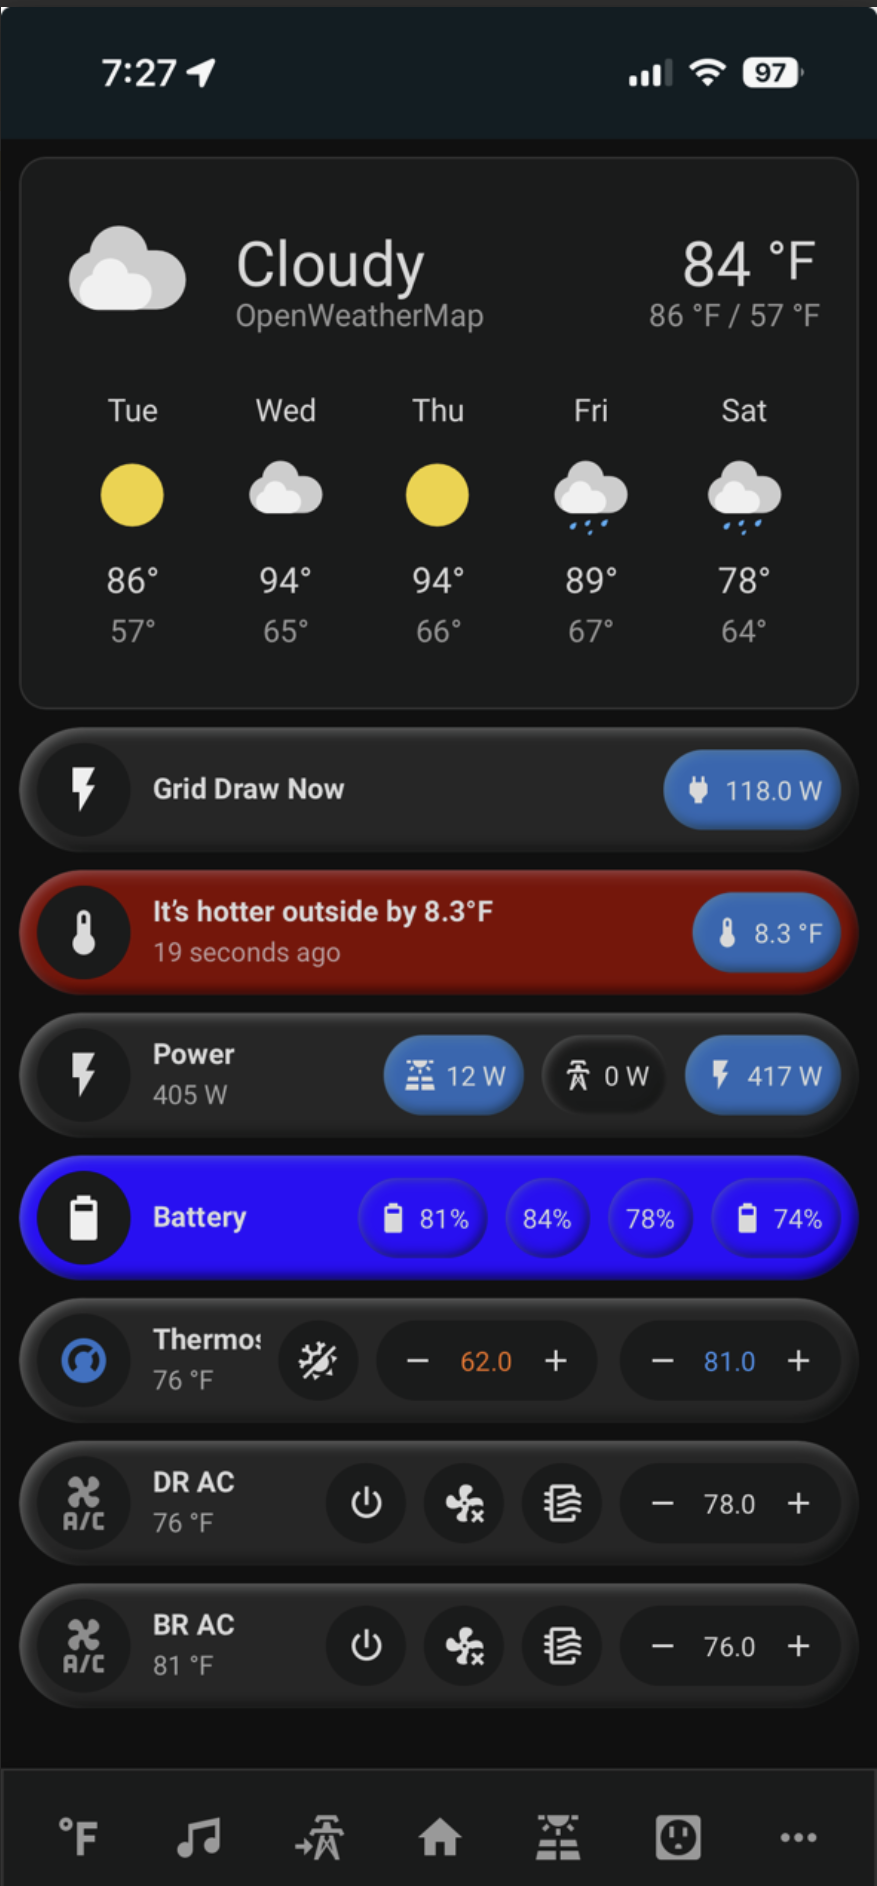 7:27
97
Cloudy
84 °F
OpenWeatherMap
86 °F / 57 °F
Tue Wed Thu Fri Sat
86° 94° 94° 89° 78°
57° 65° 66° 67° 64°
Grid Draw Now
118.0 W
It's hotter outside by 8.3°F
19 seconds ago
8.3 °F
Power
405 W
12 W
0 W
417 W
Battery
81%
84%
78%
74%
Thermos
76 °F
− 62.0 +
− 81.0 +
A/C
DR AC
76 °F
− 78.0 +
A/C
BR AC
81 °F
− 76.0 +
°F